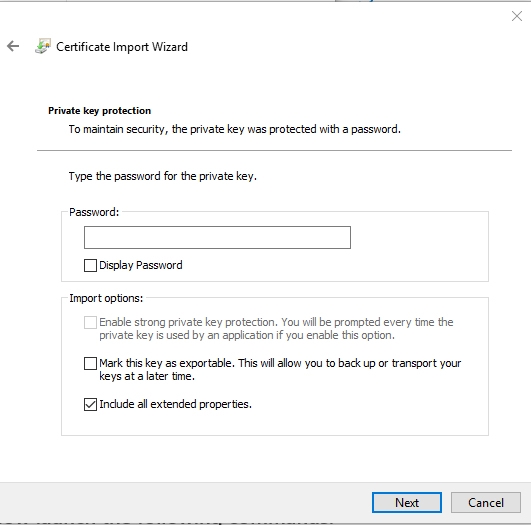 Certificate Import Wizard
Private key protection
To maintain security, the private key was protected with a password.
Type the password for the private key.
Password:
Display Password
Import options:
Enable strong private key protection. You will be prompted every time the
private key is used by an application if you enable this option.
Mark this key as exportable. This will allow you to back up or transport your
keys at a later time.
Include all extended properties.
Next
Cancel